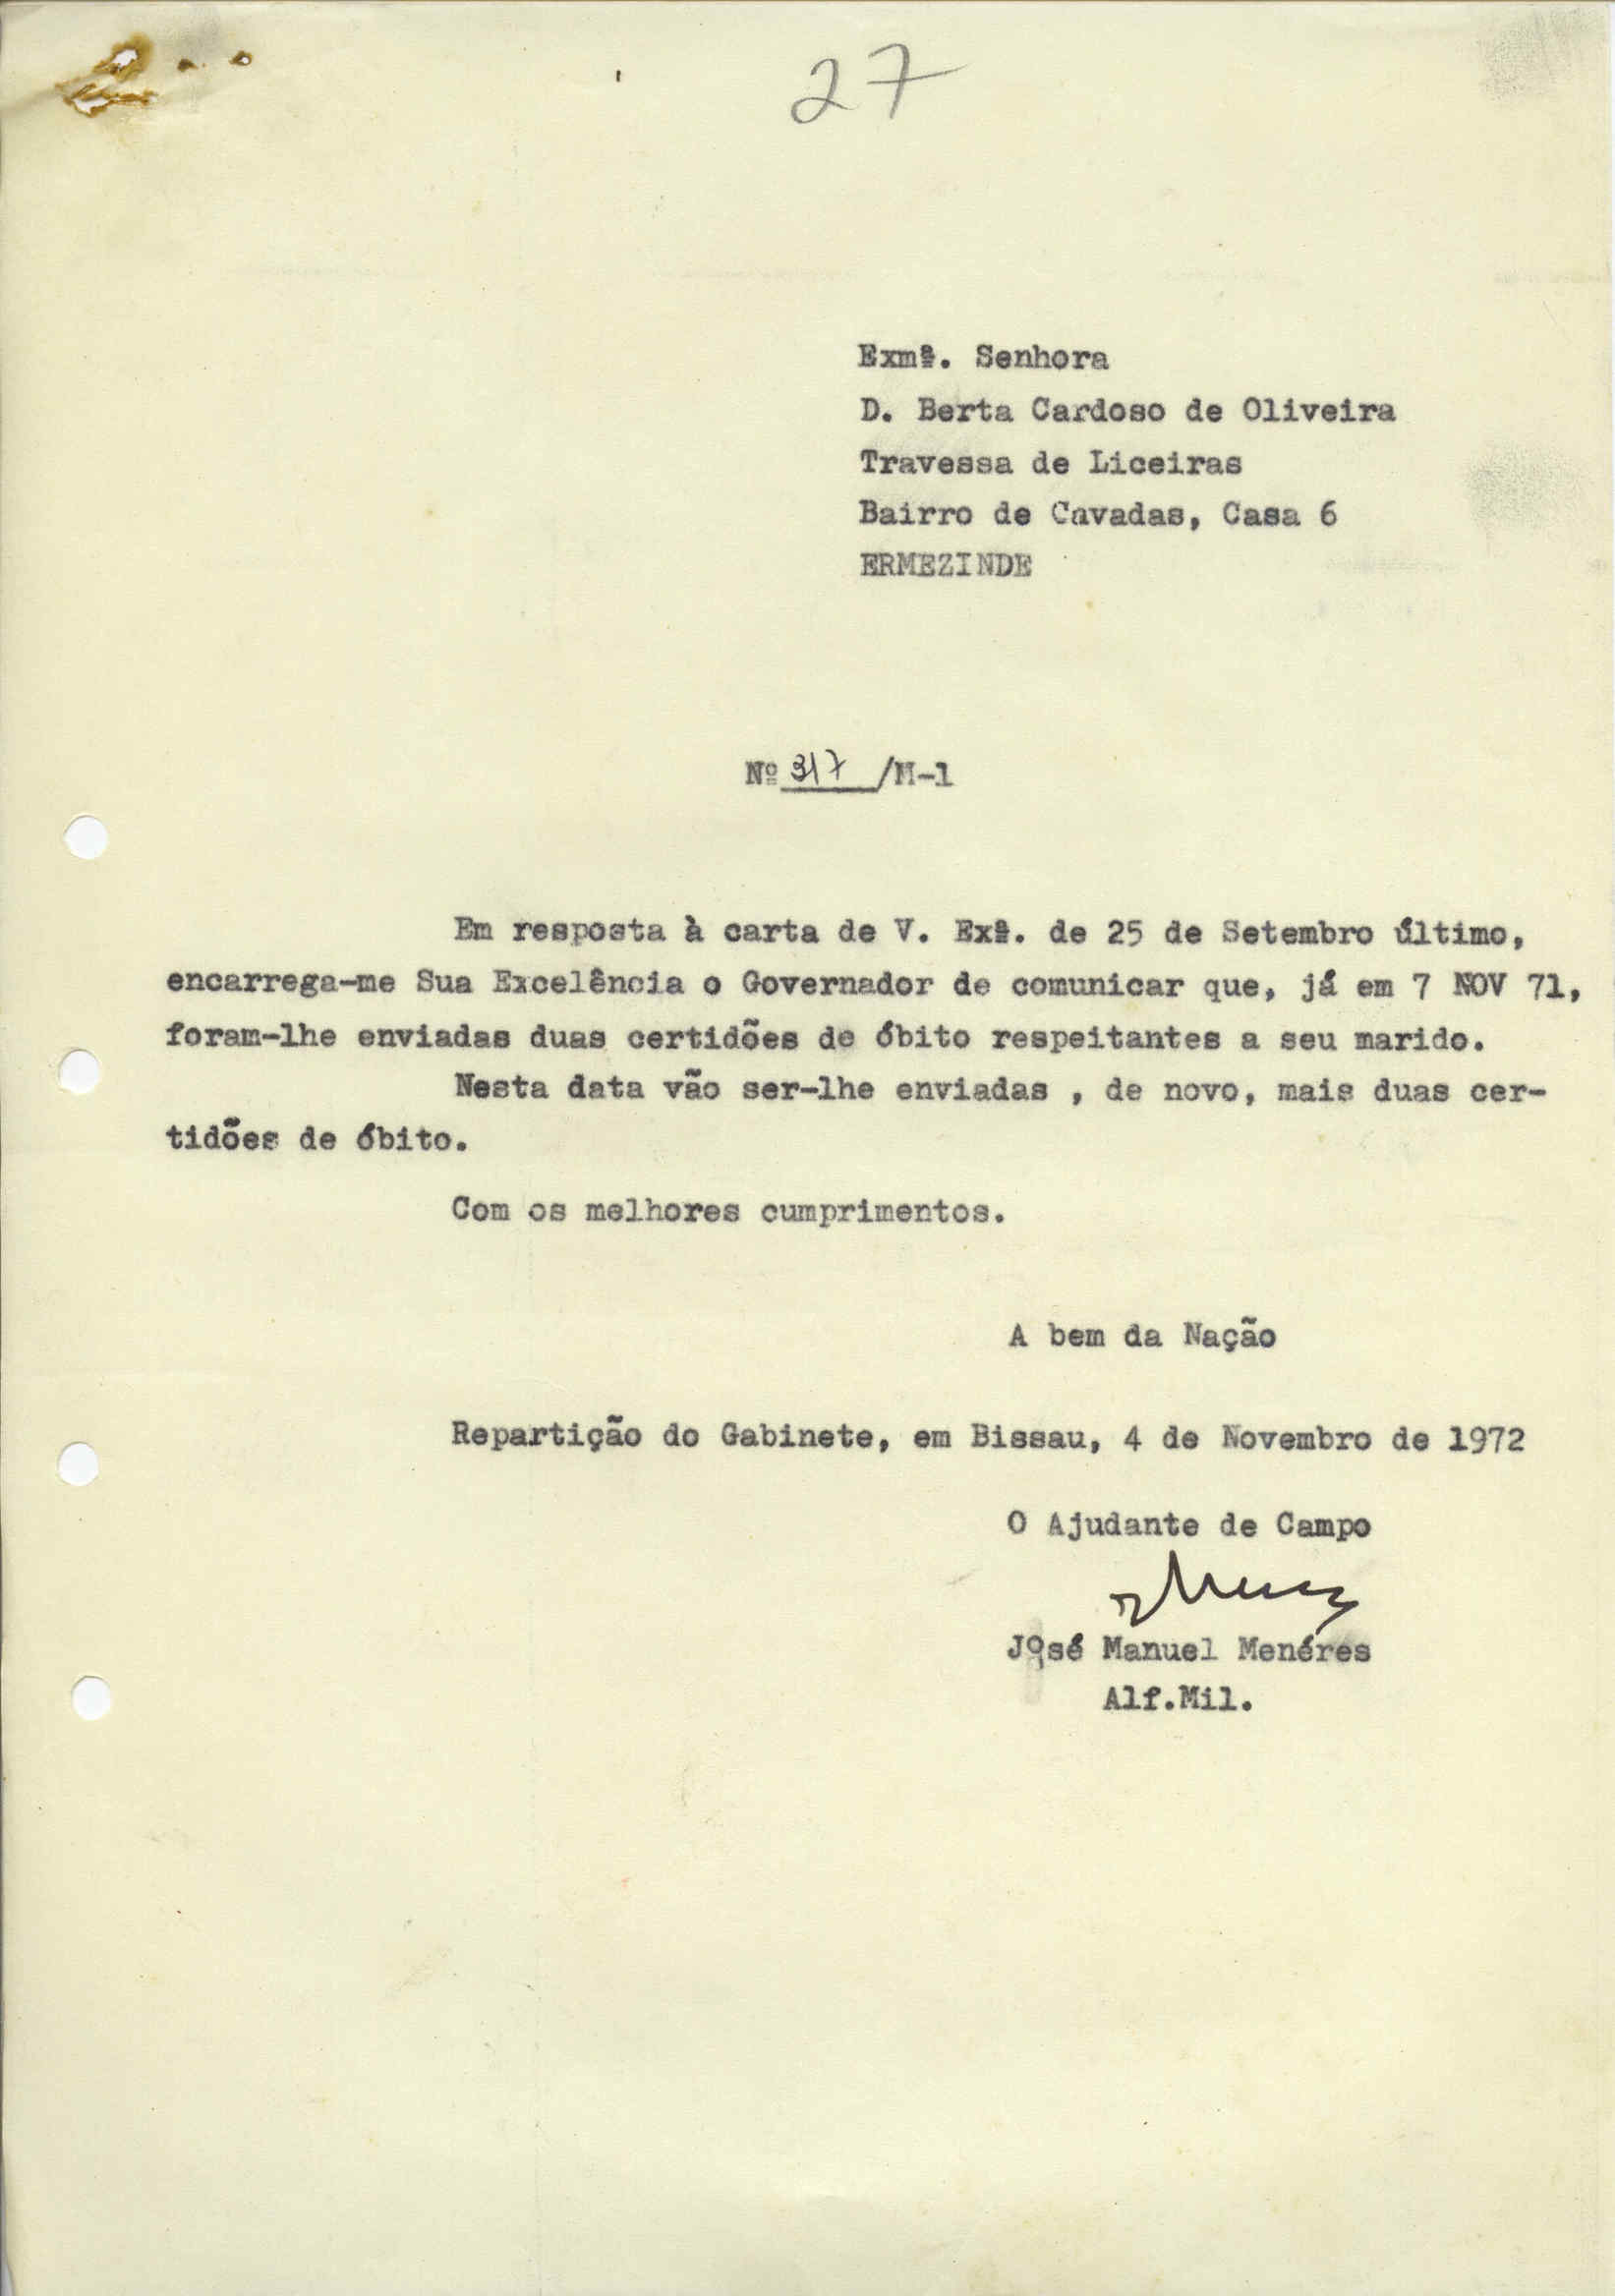 27
Exmª. Senhora
D. Berta Cardoso de Oliveira
Travessa de Liceiras
Bairro de Cavadas, Casa 6
ERMEZINDE
Nº 317 /M-1
Em resposta à carta de V. Exª. de 25 de Setembro último,
encarrega-me Sua Excelência o Governador de comunicar que, já em 7 NOV 71,
foram-lhe enviadas duas certidões de óbito respeitantes a seu marido.
Nesta data vão ser-lhe enviadas , de novo, mais duas cer-
tidões de óbito.
Com os melhores cumprimentos.
A bem da Nação
Repartição do Gabinete, em Bissau, 4 de Novembro de 1972
O Ajudante de Campo
José Manuel Menéres
Alf.Mil.